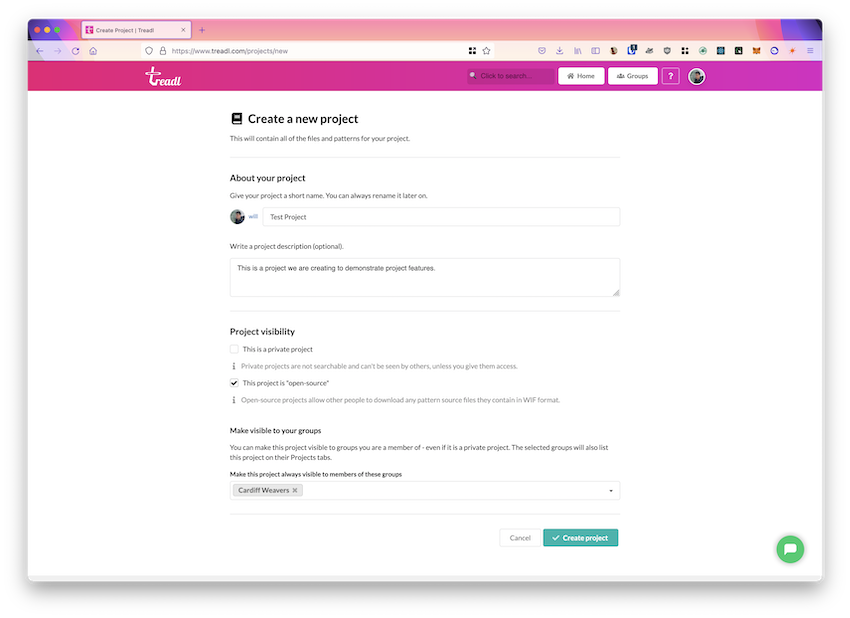 Create Project | Treadl
https://www.treadl.com/projects/new
treadl
Click to search...
Home
Groups
?
Create a new project
This will contain all of the files and patterns for your project.
About your project
Give your project a short name. You can always rename it later on.
will
Test Project
Write a project description (optional).
This is a project we are creating to demonstrate project features.
Project visibility
This is a private project
Private projects are not searchable and can't be seen by others, unless you give them access.
This project is "open-source"
Open-source projects allow other people to download any pattern source files they contain in WIF format.
Make visible to your groups
You can make this project visible to groups you are a member of - even if it is a private project. The selected groups will also list
this project on their Projects tabs.
Make this project always visible to members of these groups
Cardiff Weavers
Cancel
Create project